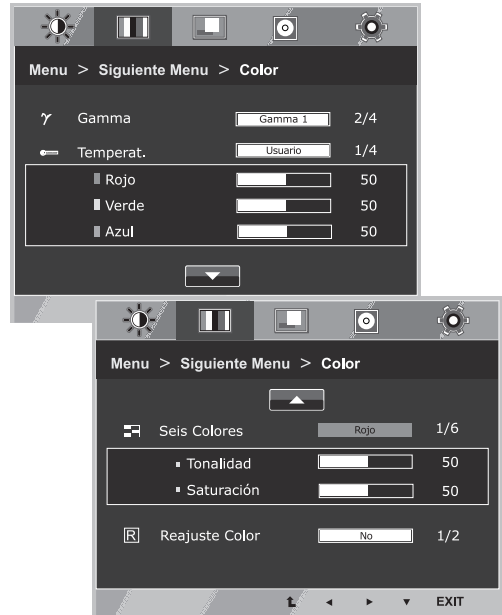 Menu > Siguiente Menu > Color
γ Gamma Gamma 1 2/4
Temperat. Usuario 1/4
Rojo 50
Verde 50
Azul 50
Menu > Siguiente Menu > Color
Seis Colores Rojo 1/6
Tonalidad 50
Saturación 50
R Reajuste Color No 1/2
EXIT